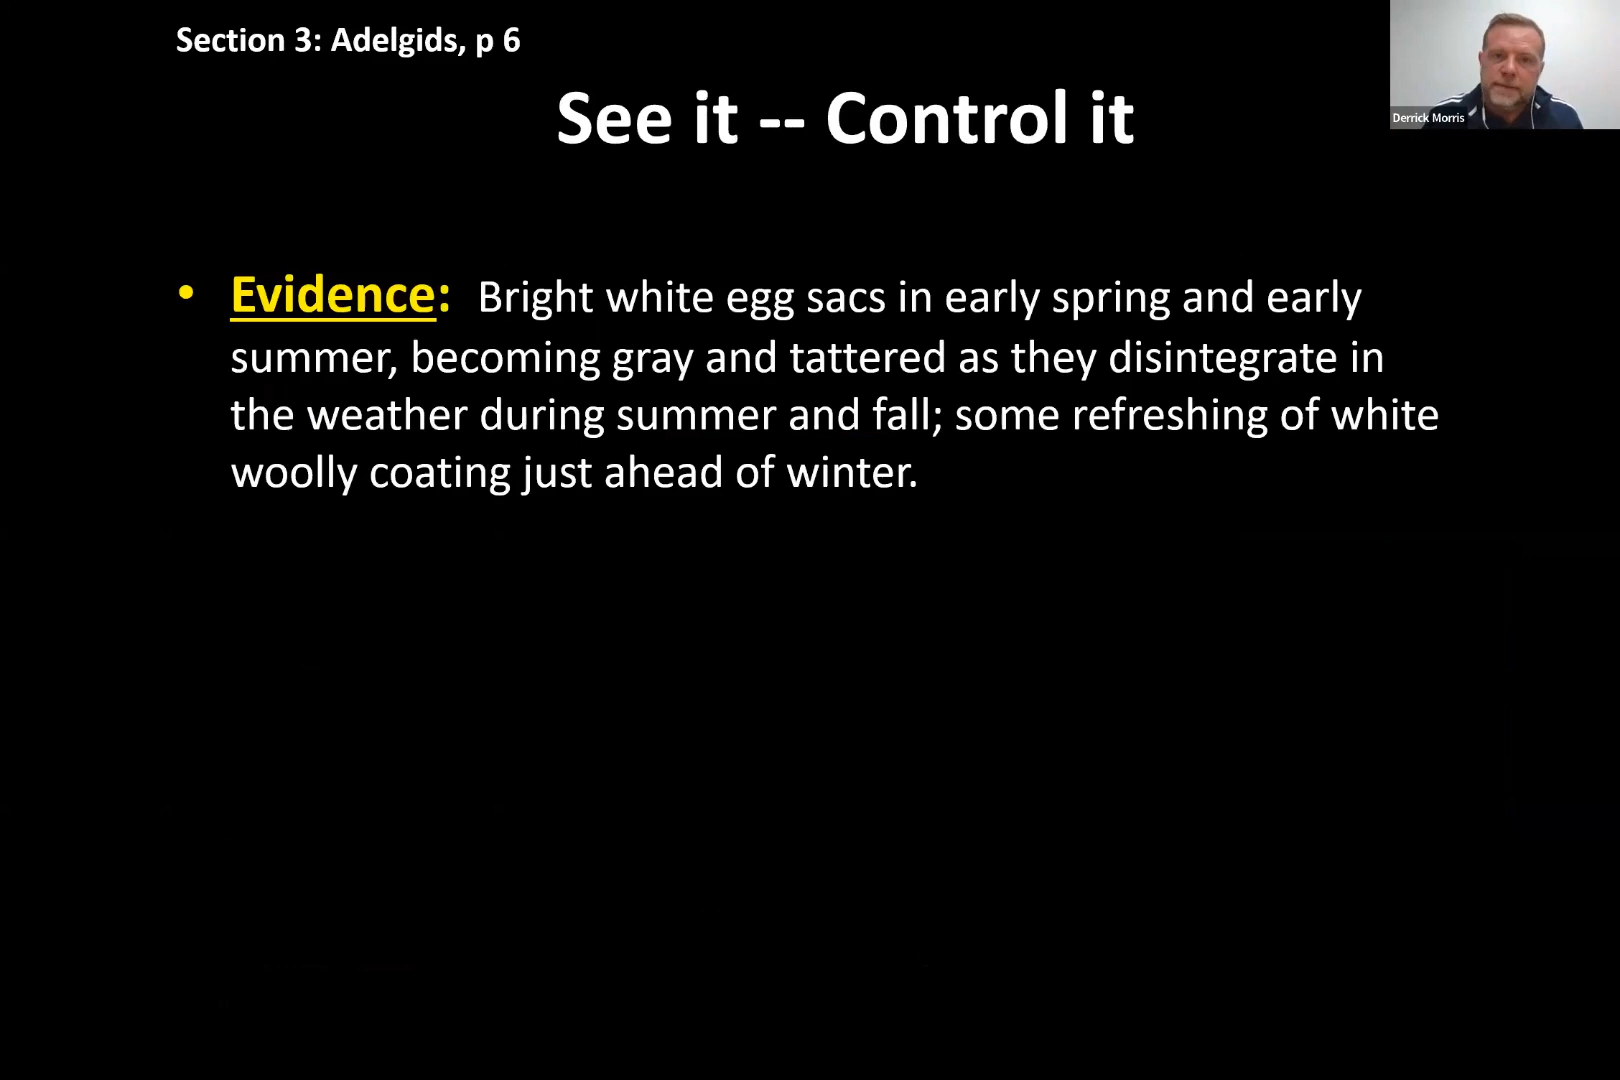 Section 3: Adelgids, p 6
Derrick Morris
See it -- Control it
• Evidence: Bright white egg sacs in early spring and early
summer, becoming gray and tattered as they disintegrate in
the weather during summer and fall; some refreshing of white
woolly coating just ahead of winter.